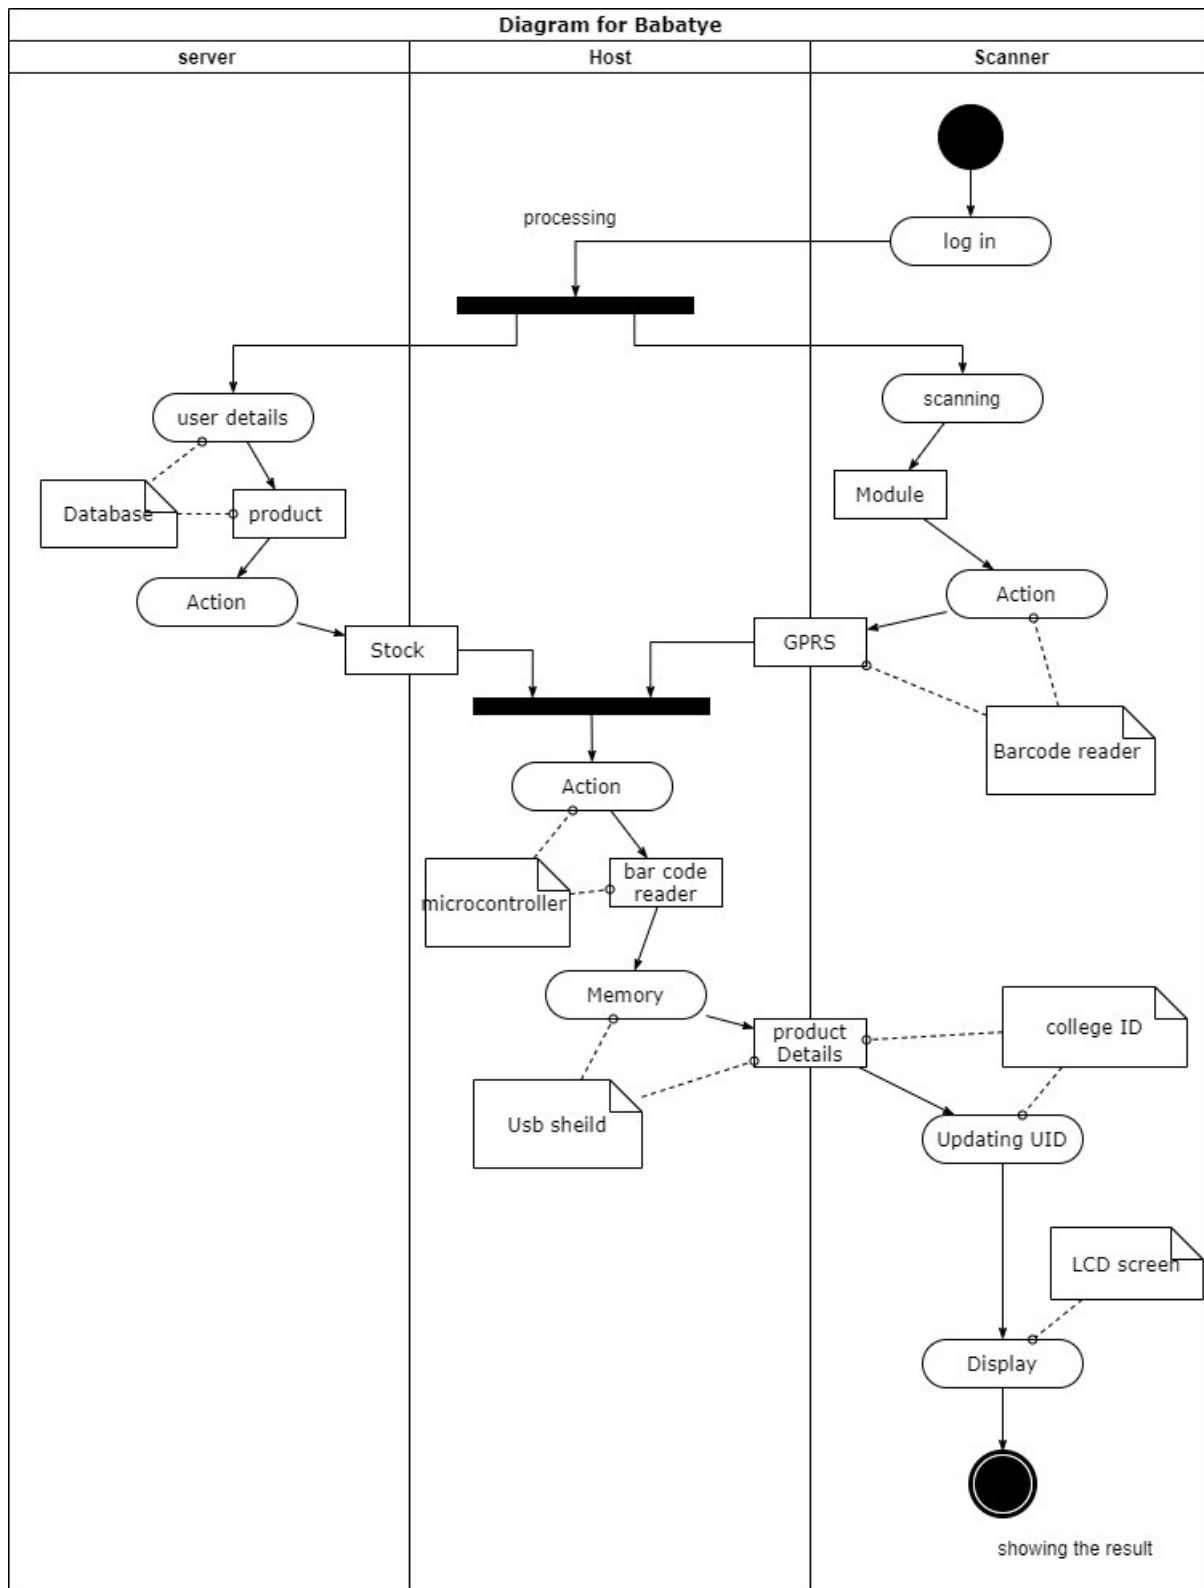 Diagram for Babatye
server
Host
Scanner
processing
log in
user details
scanning
Database
product
Module
Action
Action
Stock
GPRS
Barcode reader
Action
microcontroller
bar code
reader
Memory
product
Details
college ID
Usb sheild
Updating UID
LCD screen
Display
showing the result